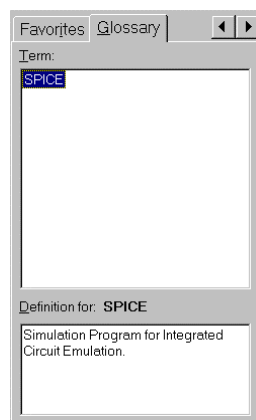 Favorites Glossary
Term:
SPICE
Definition for: SPICE
Simulation Program for Integrated
Circuit Emulation.